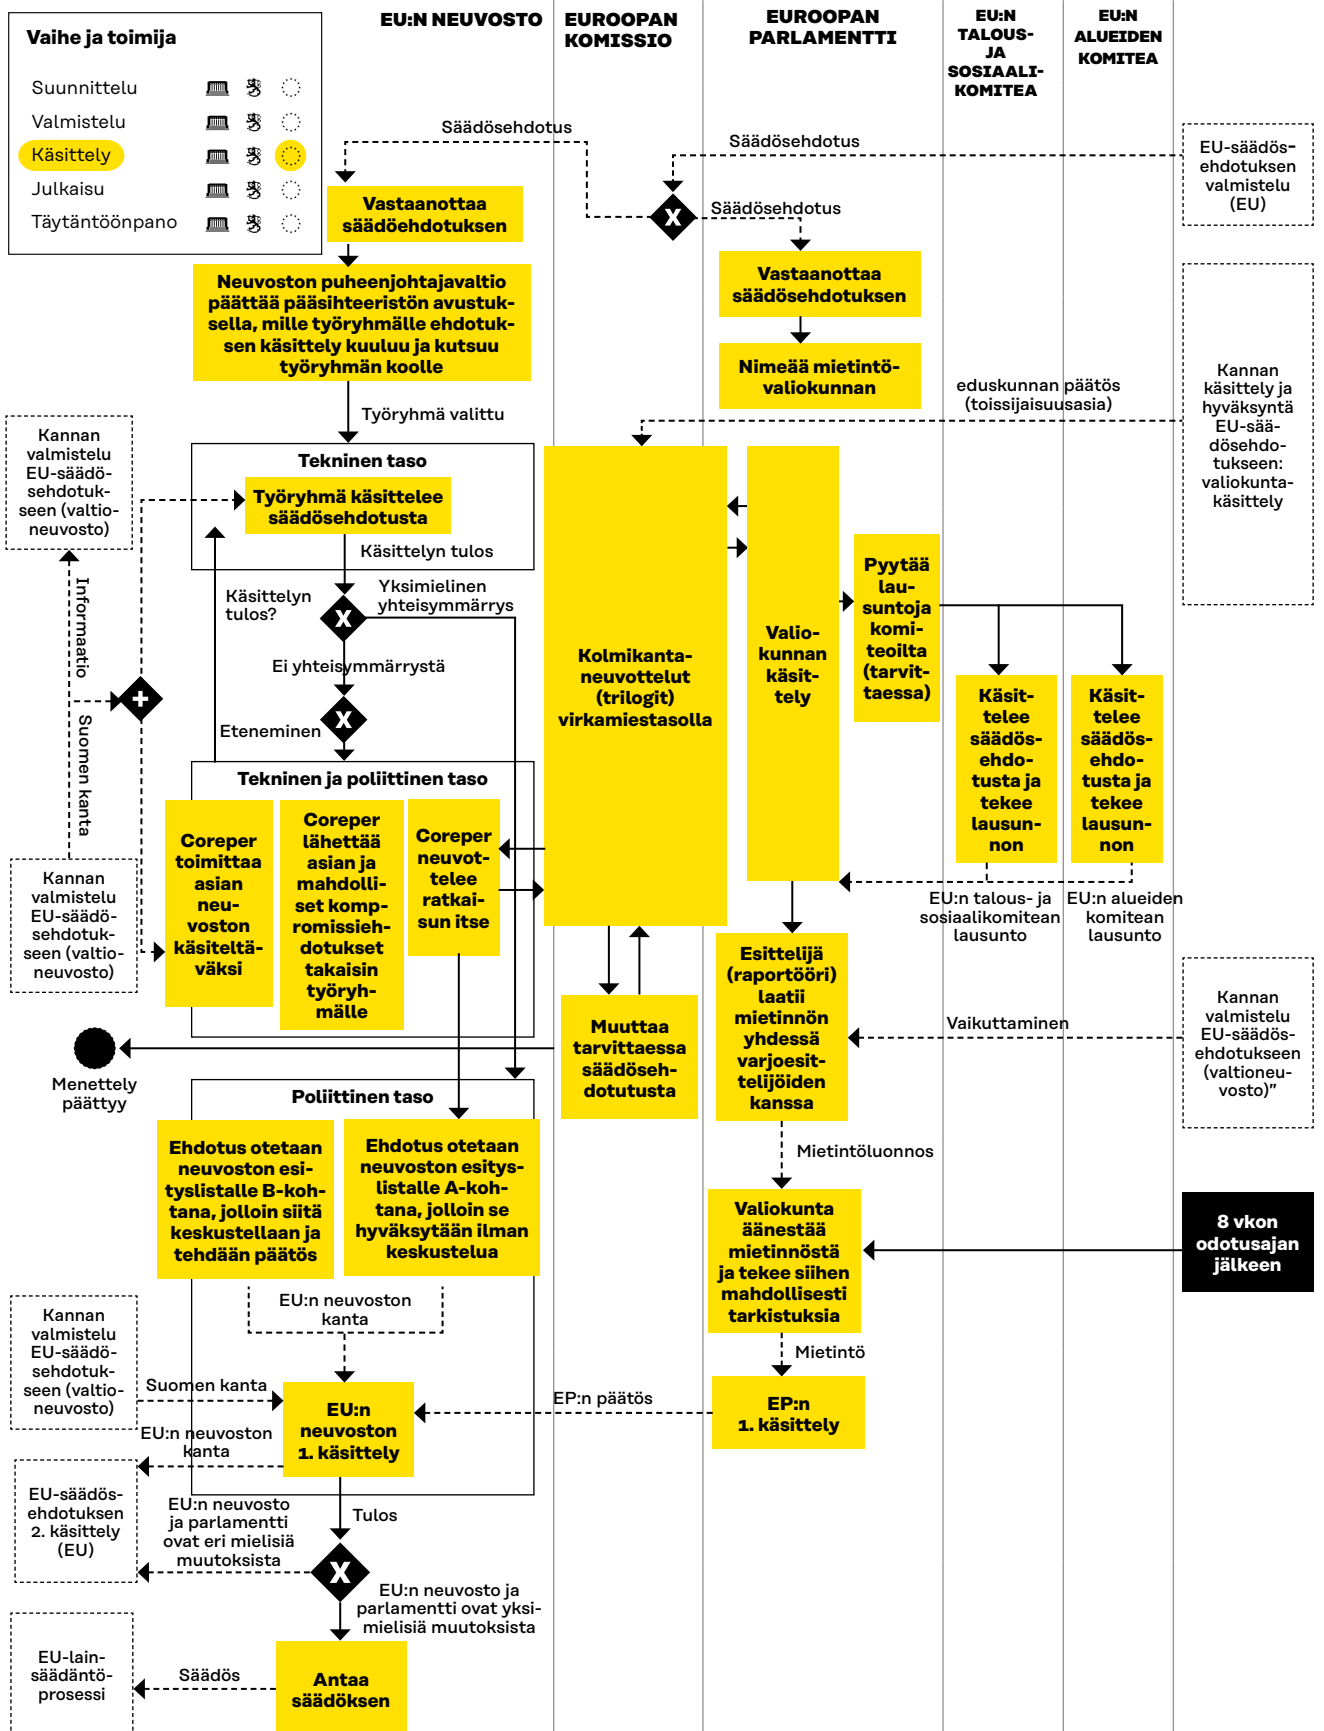 Vaihe ja toimija
Suunnittelu
Valmistelu
Käsittely
Julkaisu
Täytäntöönpano
EU:N NEUVOSTO
EUROOPAN
KOMISSIO
EUROOPAN
PARLAMENTTI
EU:N
TALOUS-
JA
SOSIAALI-
KOMITEA
EU:N
ALUEIDEN
KOMITEA
Säädösehdotus
Säädösehdotus
Säädösehdotus
EU-säädös-
ehdotuksen
valmistelu
(EU)
X
Vastaanottaa
säädöehdotuksen
Vastaanottaa
säädösehdotuksen
Neuvoston puheenjohtajavaltio
päättää pääsihteeristön avustuk-
sella, mille työryhmälle ehdotuk-
sen käsittely kuuluu ja kutsuu
työryhmän koolle
Nimeää mietintö-
valiokunnan
Kannan
käsittely ja
hyväksyntä
EU-sää-
dösehdo-
tukseen:
valiokunta-
käsittely
eduskunnan päätös
(toissijaisuusasia)
Työryhmä valittu
Kannan
valmistelu
EU-säädö-
sehdotuk-
seen (valtio-
neuvosto)
Tekninen taso
Työryhmä käsittelee
säädösehdotusta
Käsittelyn tulos
Käsittelyn
tulos?
Yksimielinen
yhteisymmärrys
X
Ei yhteisymmärrystä
X
Eteneminen
Informaatio
Suomen kanta
+
Kolmikanta-
neuvottelut
(trilogit)
virkamiestasolla
Valio-
kunnan
käsit-
tely
Pyytää
lau-
suntoja
komi-
teoilta
(tarvit-
taessa)
Käsit-
telee
säädös-
ehdo-
tusta ja
tekee
lausun-
non
Käsit-
telee
säädös-
ehdo-
tusta ja
tekee
lausun-
non
Tekninen ja poliittinen taso
Coreper
toimittaa
asian
neu-
voston
käsiteltä-
väksi
Coreper
lähettää
asian ja
mahdolli-
set komp-
romissieh-
dotukset
takaisin
työryh-
mälle
Coreper
neuvot-
telee
ratkai-
sun itse
Kannan
valmistelu
EU-säädö-
sehdotuk-
seen (valtio-
neuvosto)
EU:n talous- ja
sosiaalikomitean
lausunto
EU:n alueiden
komitean
lausunto
Esittelijä
(raportööri)
laatii
mietinnön
yhdessä
varjoesit-
telijöiden
kanssa
Vaikuttaminen
Kannan
valmistelu
EU-säädös-
ehdotukseen
(valtioneu-
vosto)”
Muuttaa
tarvittaessa
säädöseh-
dotutusta
Menettely
päättyy
Poliittinen taso
Ehdotus otetaan
neuvoston esi-
tyslistalle B-koh-
tana, jolloin siitä
keskustellaan ja
tehdään päätös
Ehdotus otetaan
neuvoston esitys-
listalle A-koh-
tana, jolloin se
hyväksytään ilman
keskustelua
Mietintöluonnos
Valiokunta
äänestää
mietinnöstä
ja tekee siihen
mahdollisesti
tarkistuksia
8 vkon
odotusajan
jälkeen
EU:n neuvoston
kanta
Mietintö
Kannan
valmistelu
EU-säädö-
sehdotuk-
seen (valtio-
neuvosto)
Suomen kanta
EU:n
neuvoston
1. käsittely
EP:n päätös
EP:n
1. käsittely
EU:n neuvoston
kanta
EU-säädös-
ehdotuksen
2. käsittely
(EU)
EU:n neuvosto
ja parlamentti
ovat eri mielisiä
muutoksista
Tulos
X
EU:n neuvosto ja
parlamentti ovat yksi-
mielisiä muutoksista
EU-lain-
säädäntö-
prosessi
Säädös
Antaa
säädöksen